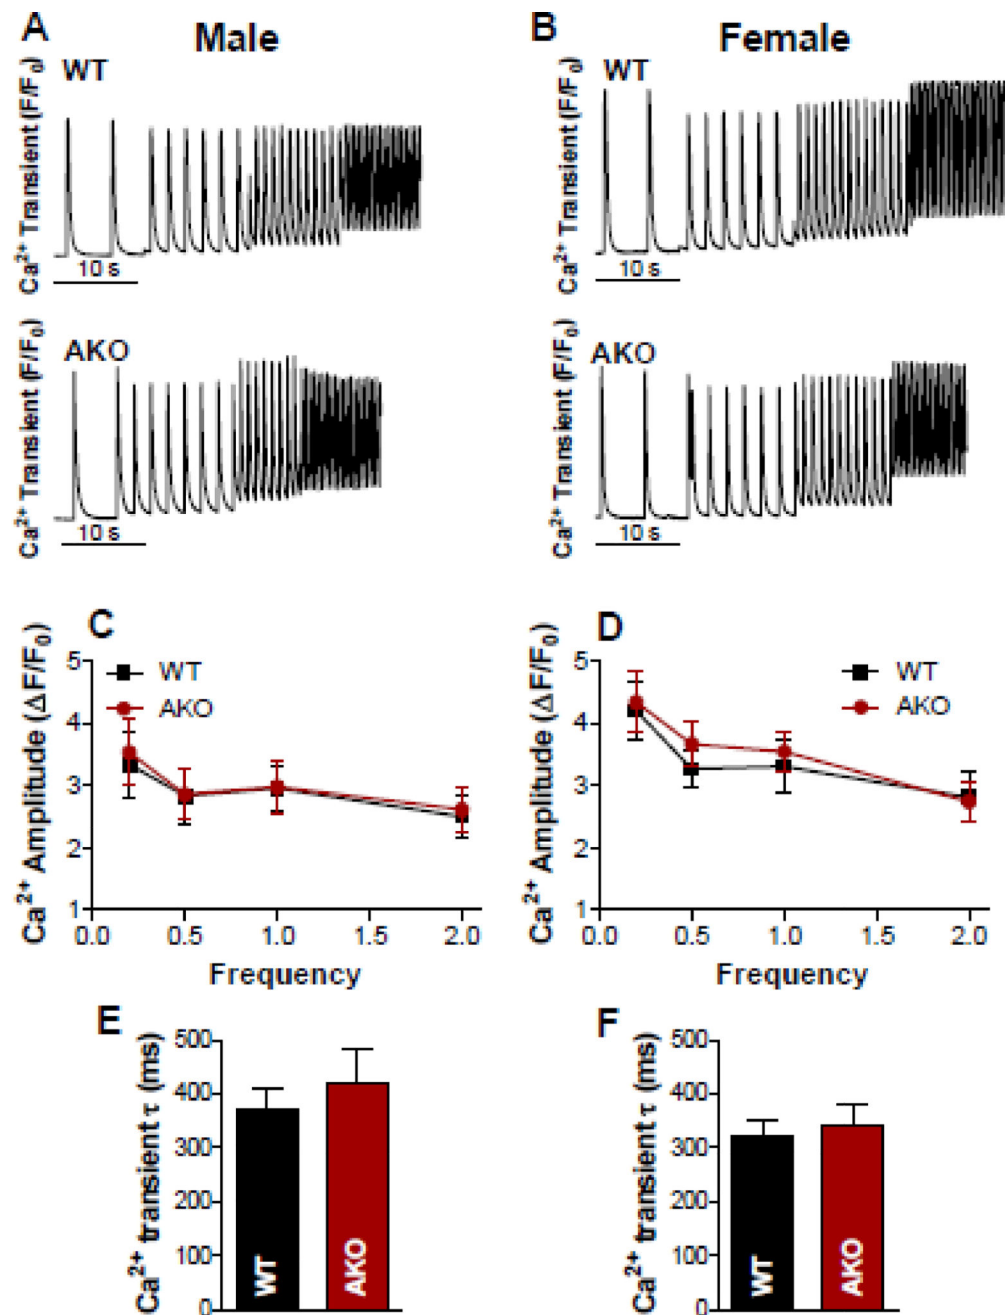 A
Male
B
Female
WT
WT
Ca²⁺ Transient (F/F₀)
Ca²⁺ Transient (F/F₀)
10 s
10 s
AKO
AKO
Ca²⁺ Transient (F/F₀)
Ca²⁺ Transient (F/F₀)
10 s
10 s
C
Ca²⁺ Amplitude (ΔF/F₀)
5
4
3
2
1
WT
AKO
0.0 0.5 1.0 1.5 2.0
Frequency
D
Ca²⁺ Amplitude (ΔF/F₀)
5
4
3
2
1
WT
AKO
0.0 0.5 1.0 1.5 2.0
Frequency
E
Ca²⁺ transient τ (ms)
500
400
300
200
100
0
WT
AKO
F
Ca²⁺ transient τ (ms)
500
400
300
200
100
0
WT
AKO